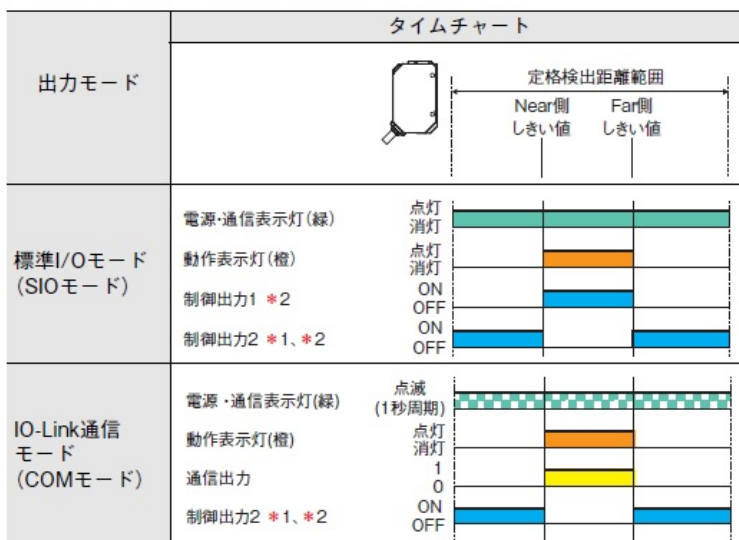 タイムチャート
出力モード
定格検出距離範囲
Near側 Far側
しきい値 しきい値
標準I/Oモード
(SIOモード)
電源・通信表示灯(緑) 点灯
消灯
動作表示灯(橙) 点灯
消灯
制御出力1 *2 ON
OFF
制御出力2 *1、*2 ON
OFF
IO-Link通信
モード
(COMモード)
電源・通信表示灯(緑) 点滅
(1秒周期)
動作表示灯(橙) 点灯
消灯
通信出力 1
0
制御出力2 *1、*2 ON
OFF